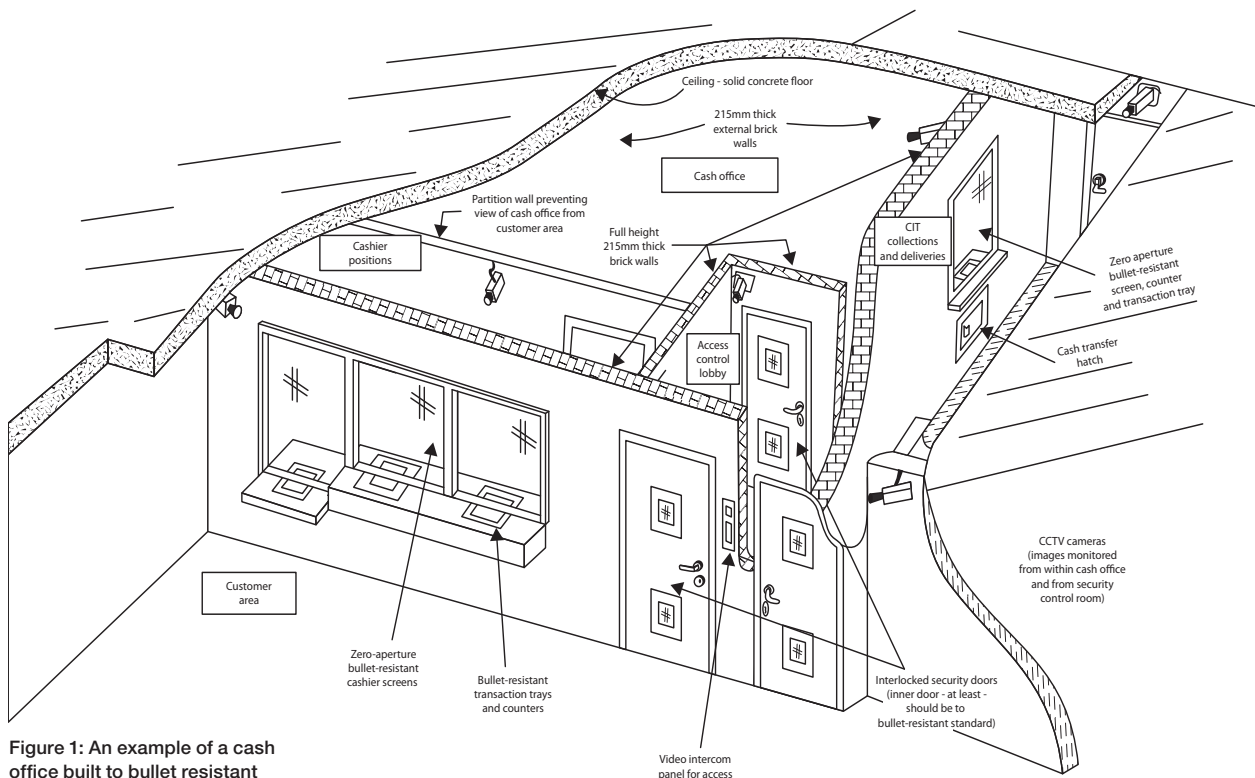 Ceiling - solid concrete floor
215mm thick
external brick
walls
Cash office
Partition wall preventing
view of cash office from
customer area
Cashier
positions
Full height
215mm thick
brick walls
CIT
collections
and deliveries
Zero aperture
bullet-resistant
screen, counter
and transaction tray
Access
control
lobby
Cash transfer
hatch
CCTV cameras
(images monitored
from within cash office
and from security
control room)
Customer
area
Zero-aperture
bullet-resistant
cashier screens
Bullet-resistant
transaction trays
and counters
Interlocked security doors
(inner door - at least -
should be to
bullet-resistant standard)
Video intercom
panel for access
Figure 1: An example of a cash
office built to bullet resistant